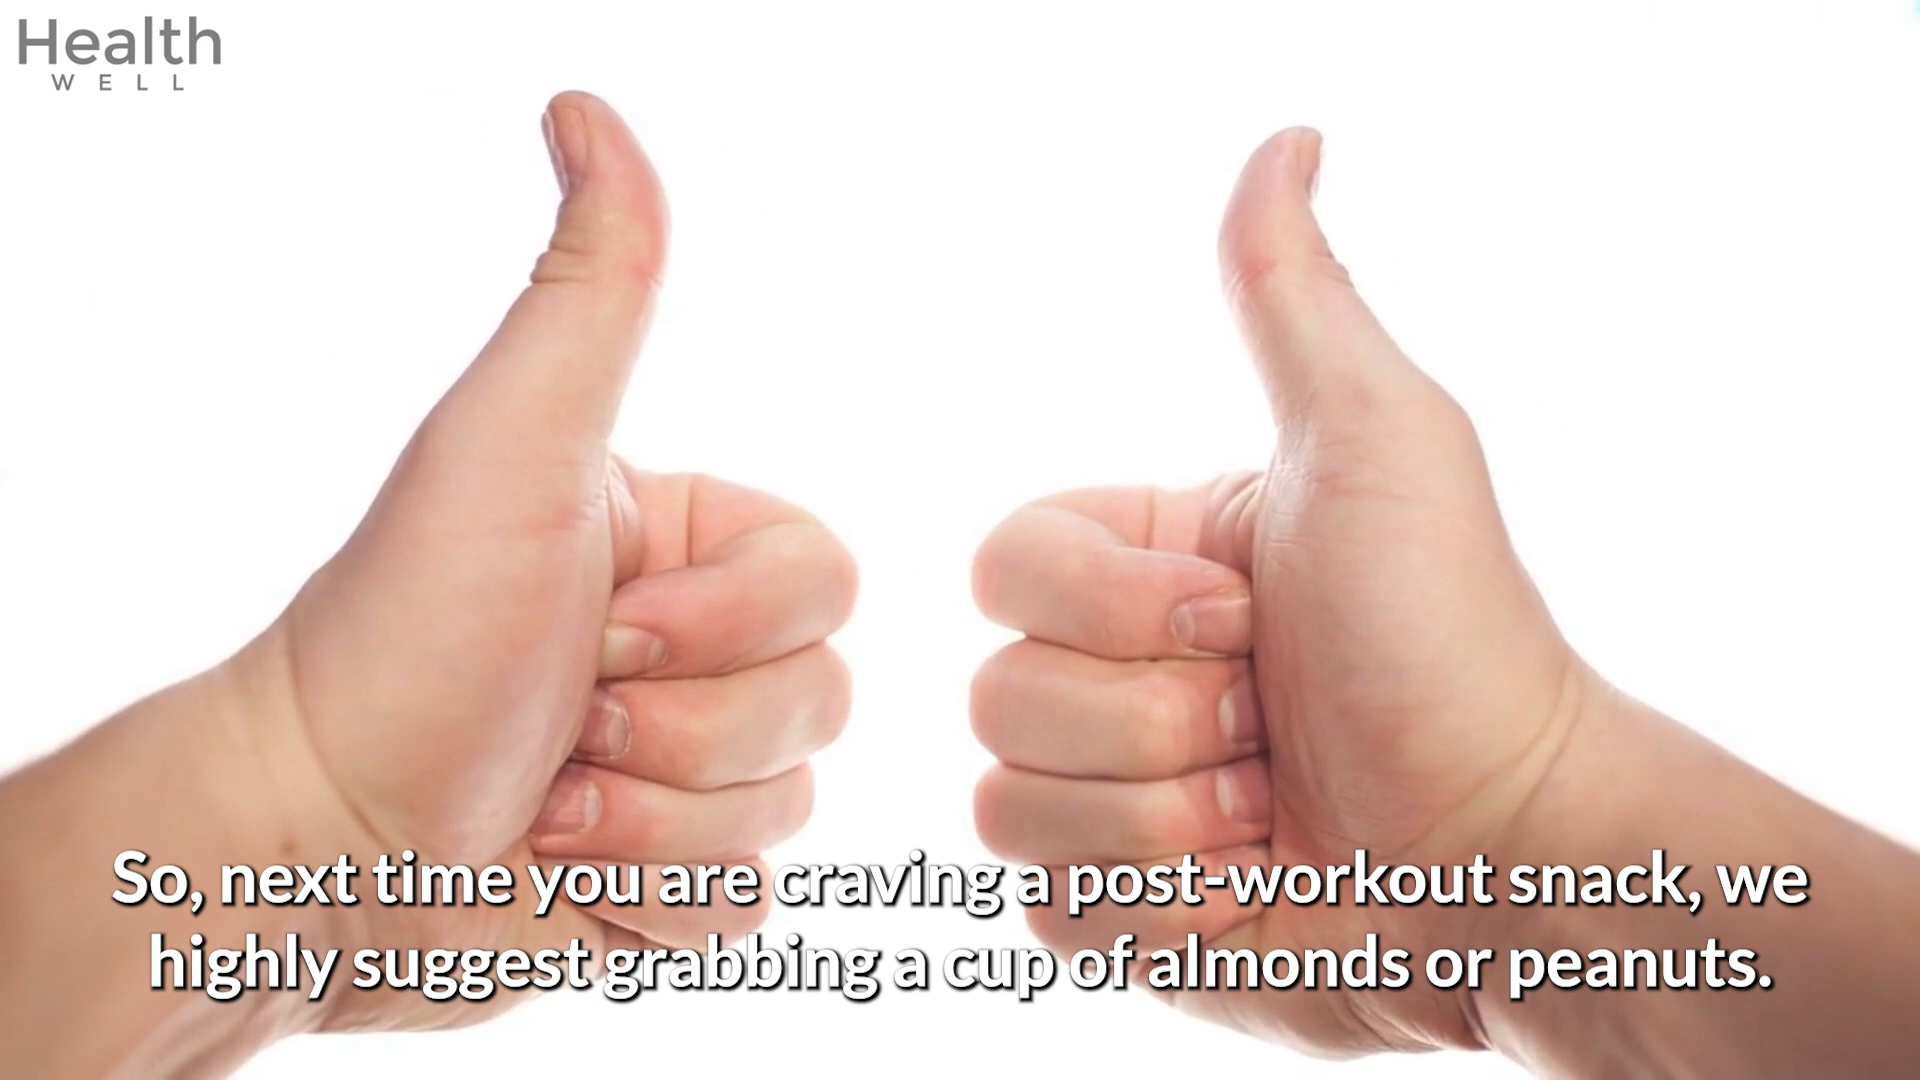 Health
WELL
So, next time you are craving a post-workout snack, we
highly suggest grabbing a cup of almonds or peanuts.